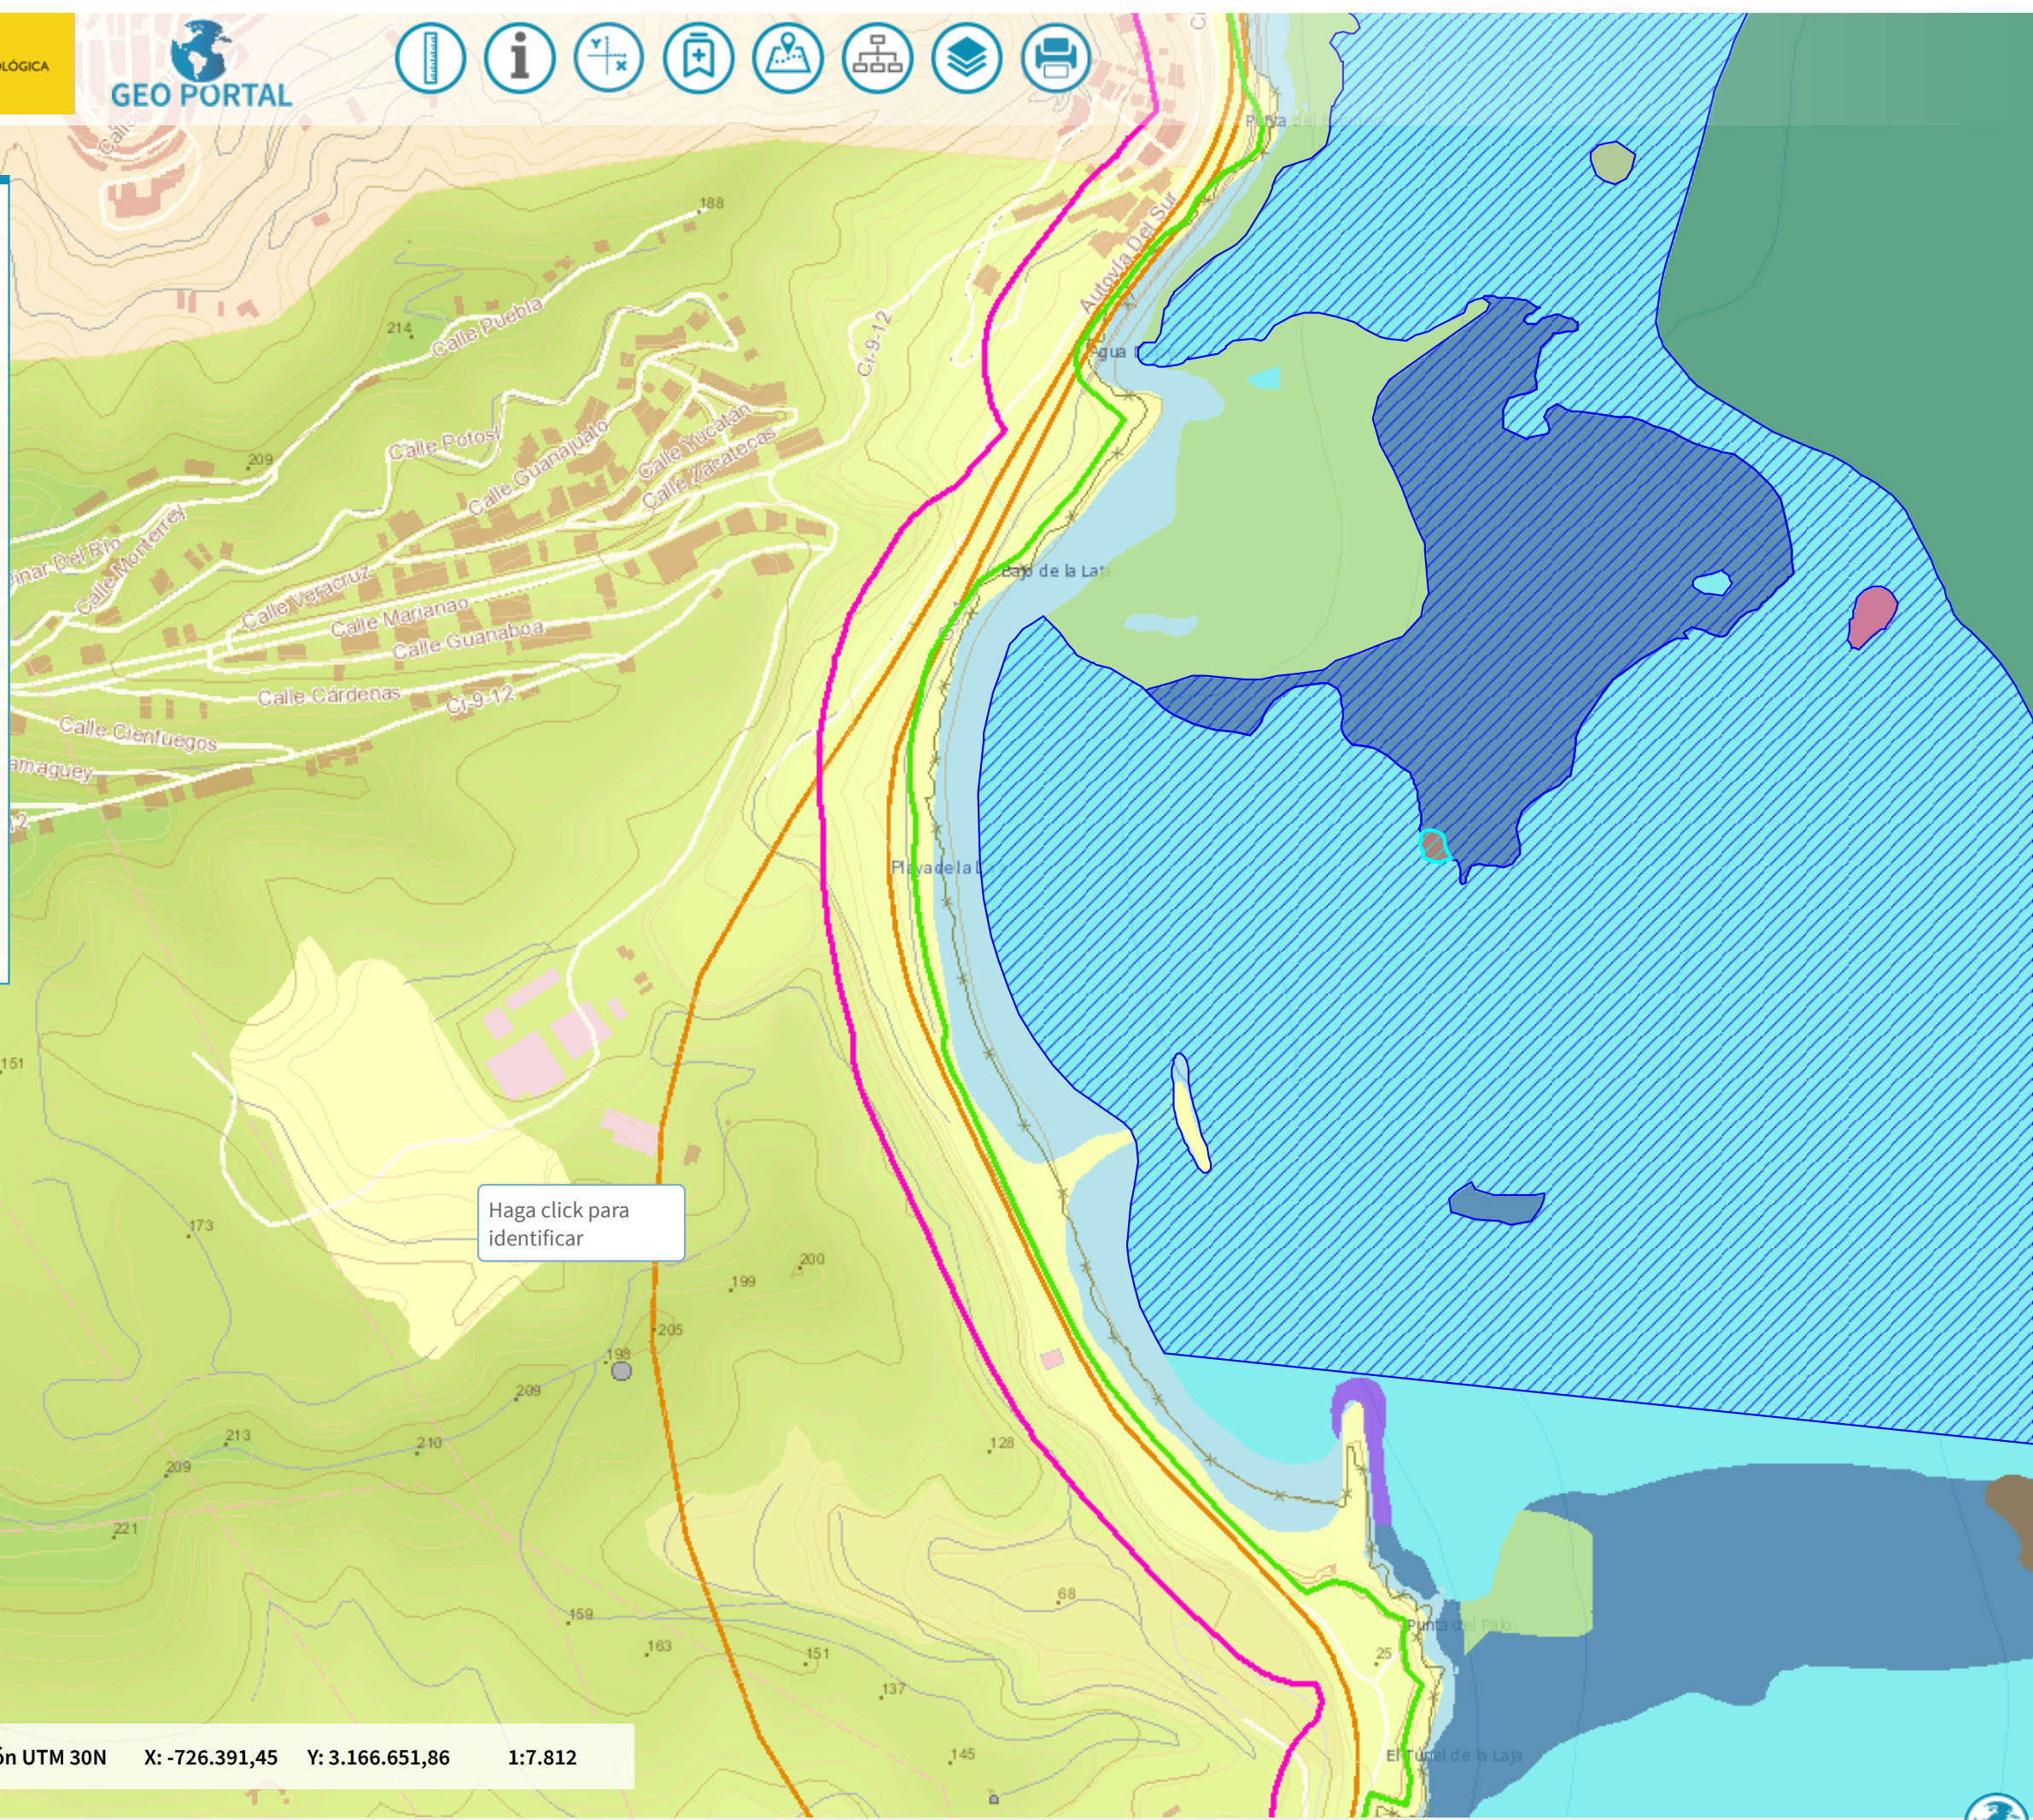 LÓGICA
GEO PORTAL
Y
x
188
Autovía Del Sur
214
Calle Puebla
Ci-9-12
Calle Potosí
Calle Yucatán
209
Calle Guanajuato
Calle Zacatecas
Pinar Del Río
Calle Monterrey
Bajo de la Laja
Calle Veracruz
Calle Marianao
Calle Guanaboa
Calle Cárdenas
Ci-9-12
Calle Cienfuegos
amaguey
12
Playa de la L
151
Haga click para
identificar
173
200
199
205
198
209
213
210
128
209
221
68
159
Punta del Palo
163
151
25
137
145
El Túnel de la Laja
ón UTM 30N X: -726.391,45 Y: 3.166.651,86 1:7.812